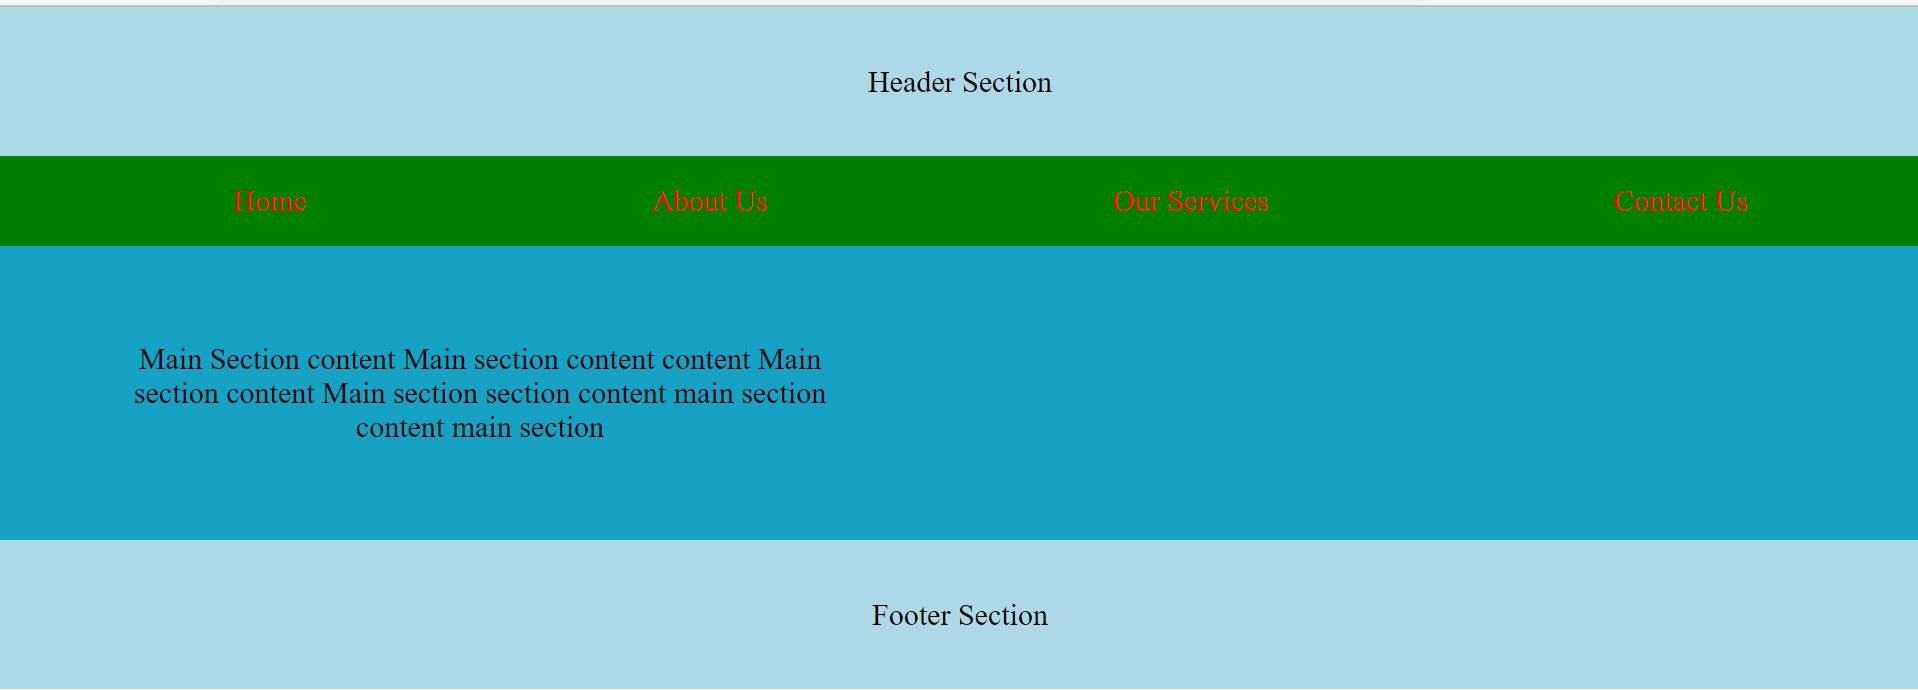 Header Section
Home About Us Our Services Contact Us
Main Section content Main section content content Main
section content Main section section content main section
content main section
Footer Section